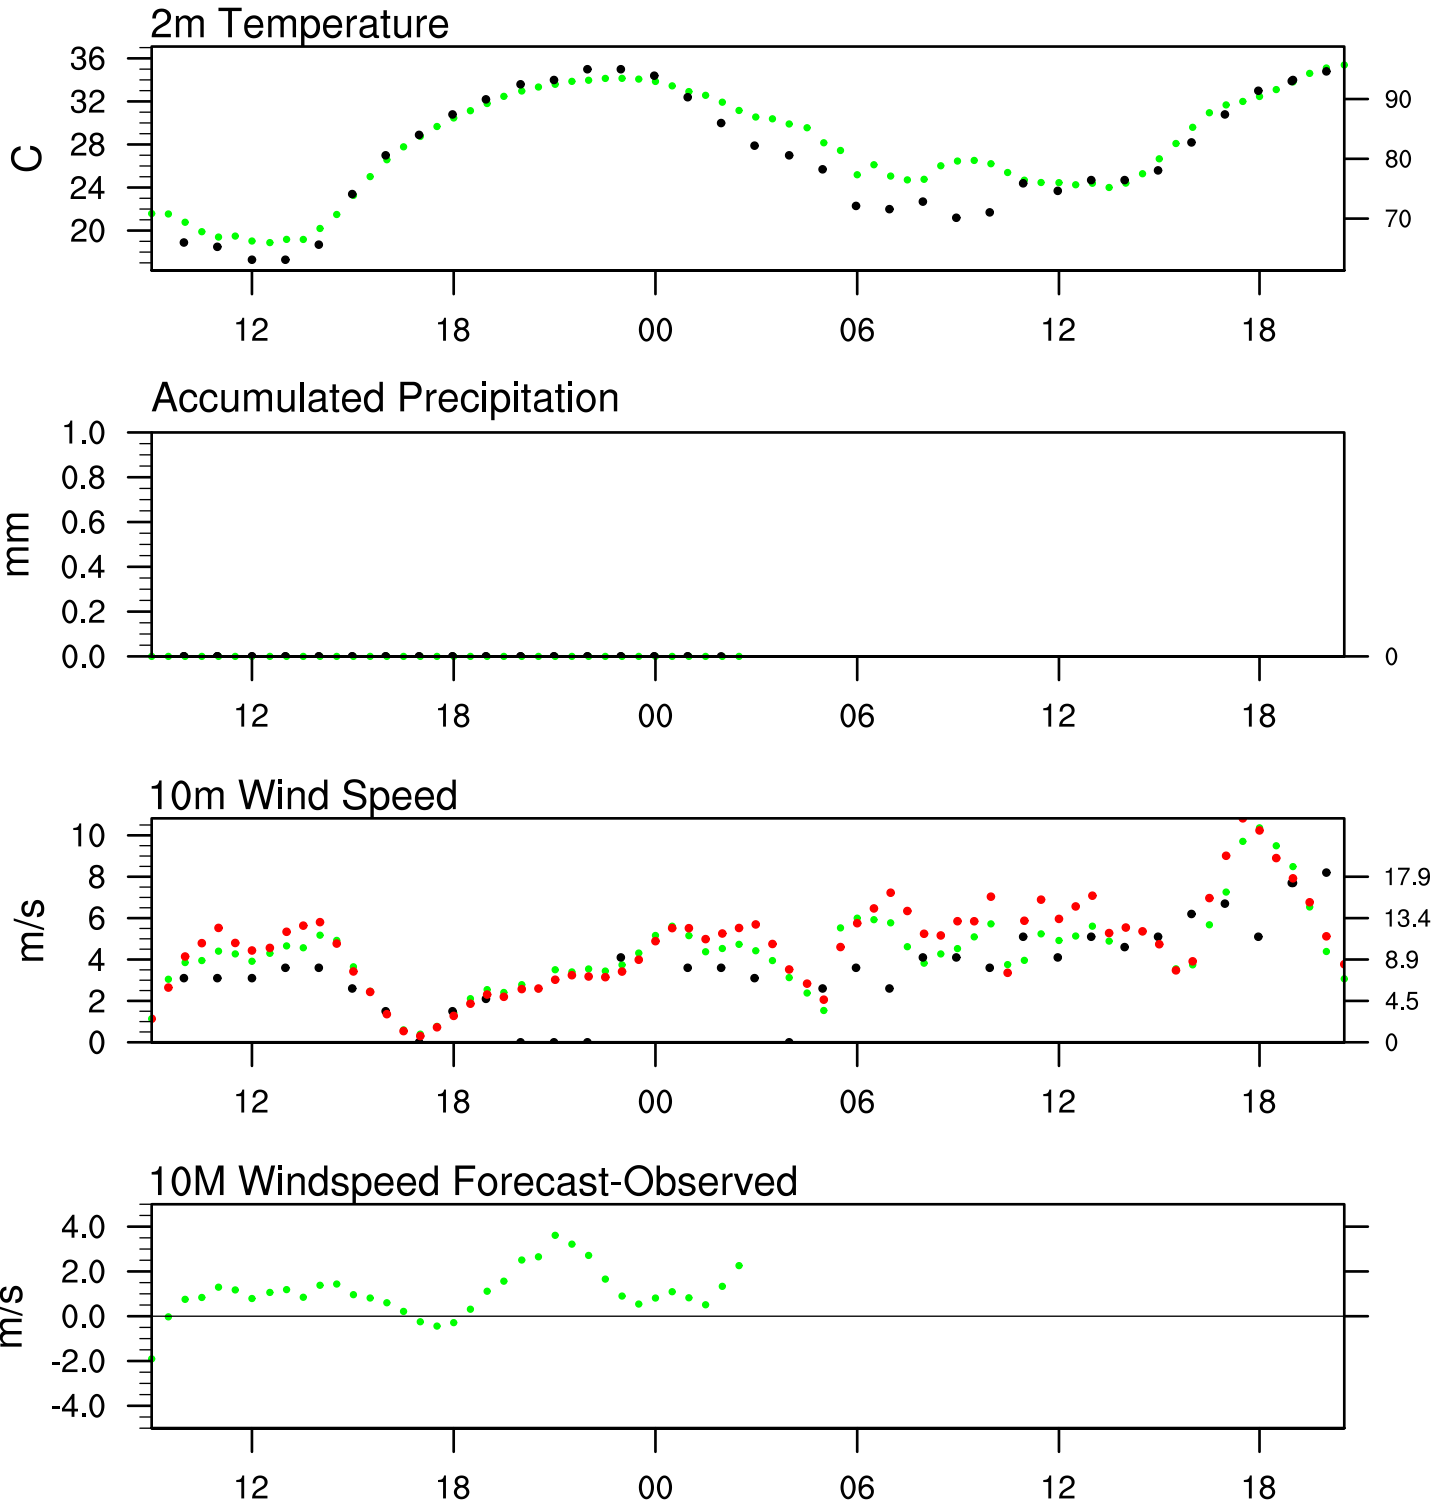 2m Temperature
36
32
28
24
20
C
90
80
70
12 18 00 06 12 18
Accumulated Precipitation
1.0
0.8
0.6
0.4
0.2
0.0
mm
0
12 18 00 06 12 18
10m Wind Speed
10
8
6
4
2
0
m/s
17.9
13.4
8.9
4.5
0
12 18 00 06 12 18
10M Windspeed Forecast-Observed
4.0
2.0
0.0
-2.0
-4.0
m/s
12 18 00 06 12 18